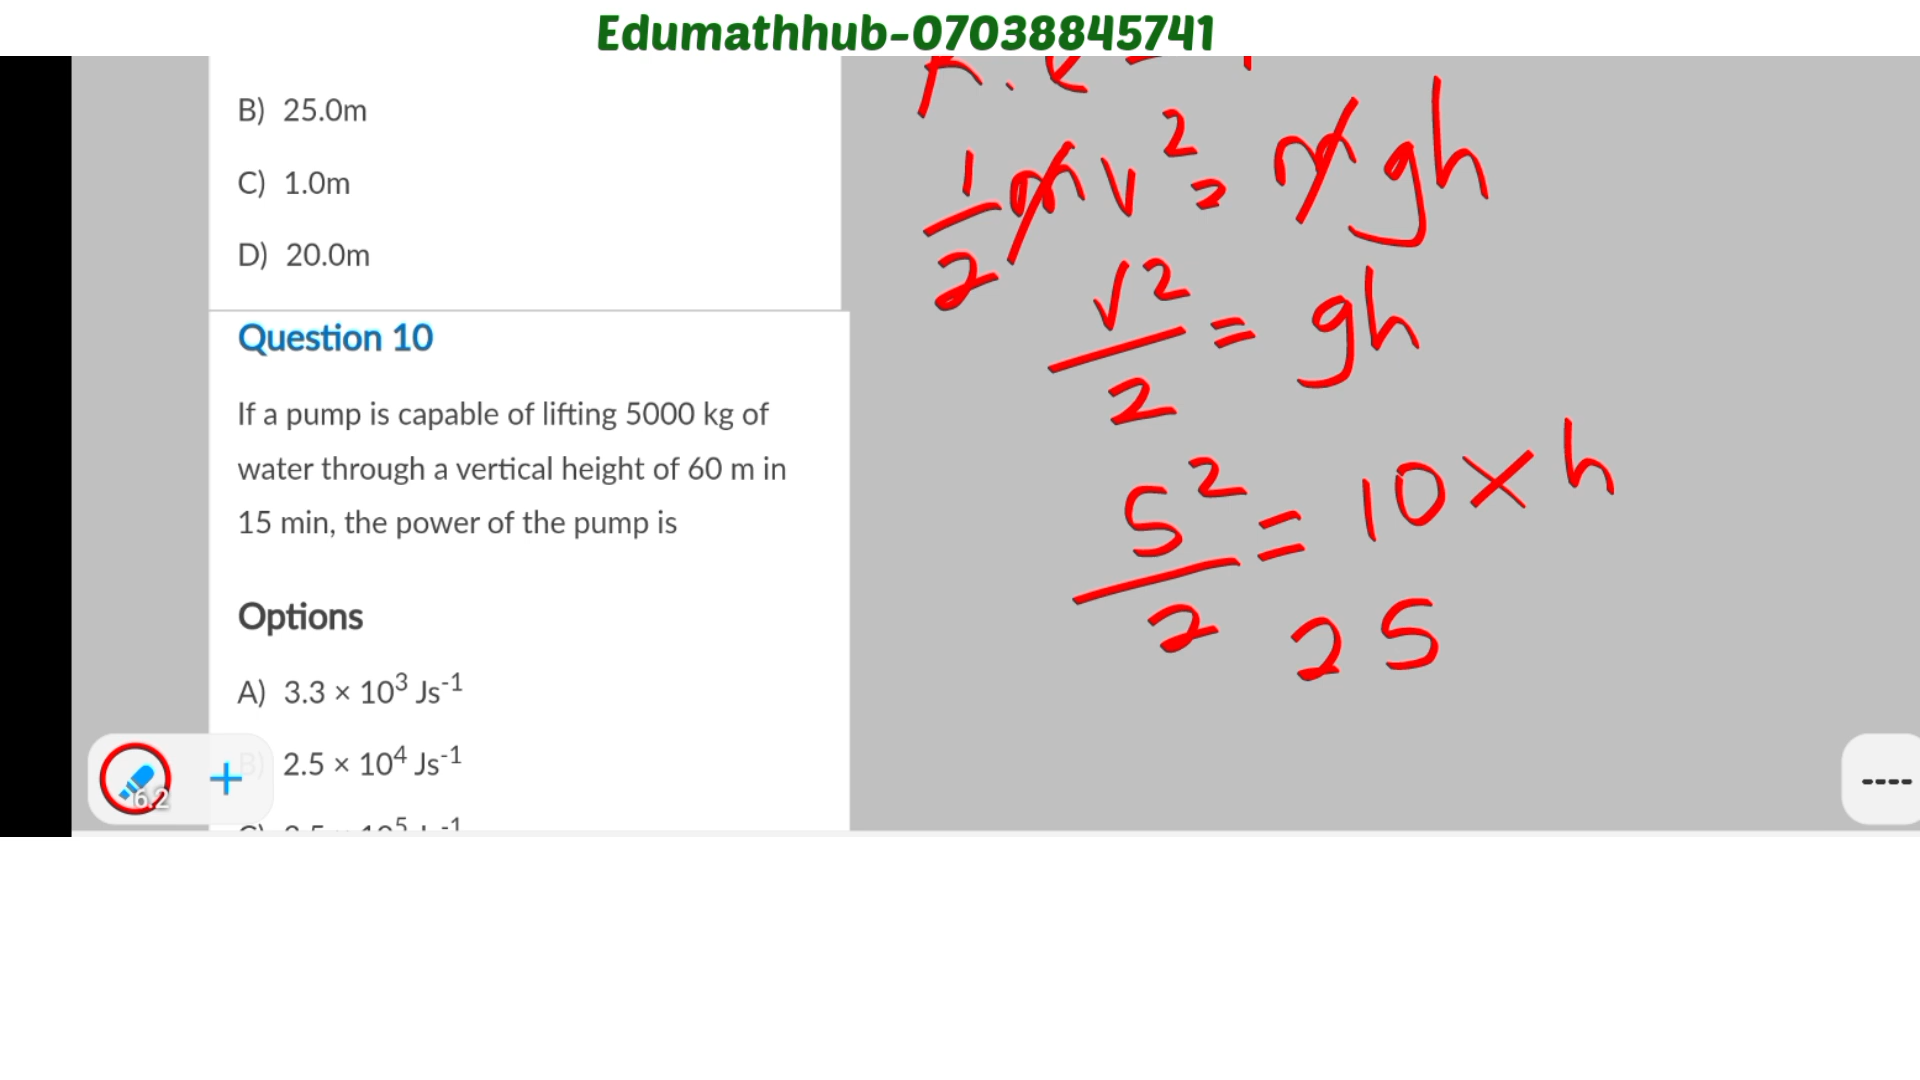 Edumathhub-07038845741
B) 25.0m
C) 1.0m
D) 20.0m
Question 10
If a pump is capable of lifting 5000 kg of
water through a vertical height of 60 m in
15 min, the power of the pump is
Options
A) 3.3 × 10³ Js⁻¹
B) 2.5 × 10⁴ Js⁻¹
6.2
½mv² = mgh
v²/2 = gh
5²/2 = 10 × h
25
----